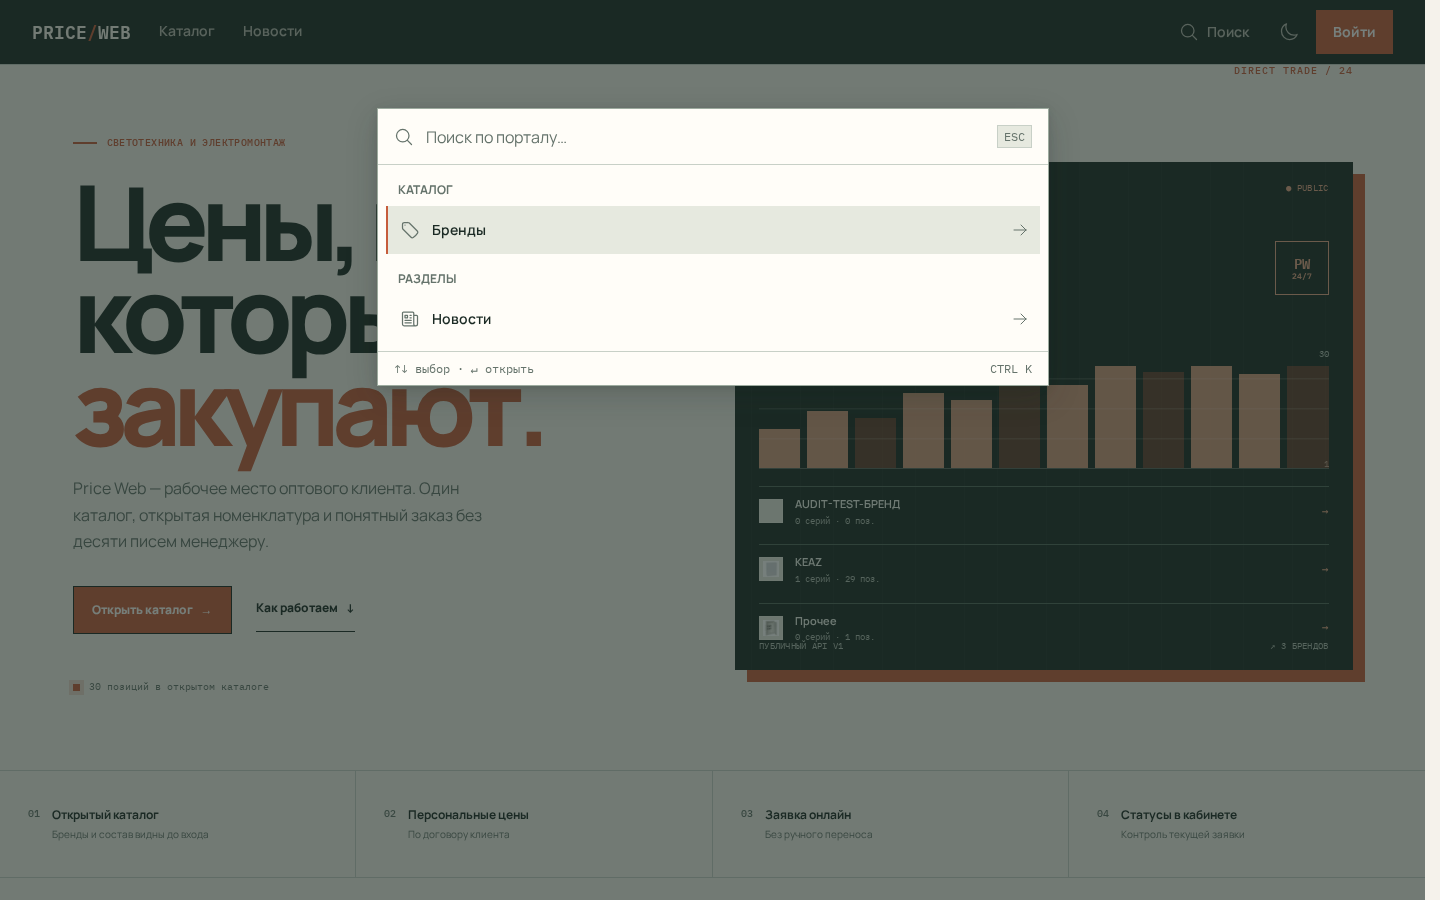 PRICE/WEB
Каталог
Новости
Поиск
Войти
DIRECT TRADE / 24
СВЕТОТЕХНИКА И ЭЛЕКТРОМОНТАЖ
Поиск по порталу…
ESC
КАТАЛОГ
Бренды
РАЗДЕЛЫ
Новости
↑↓ выбор · ↵ открыть
CTRL K
Цены,
закупают.
Price Web — рабочее место оптового клиента. Один
каталог, открытая номенклатура и понятный заказ без
десяти писем менеджеру.
Открыть каталог →
Как работаем ↓
30 позиций в открытом каталоге
● PUBLIC
PW
24/7
30
1
AUDIT-TEST-БРЕНД
0 серий · 0 поз.
→
KEAZ
1 серий · 29 поз.
→
Прочее
0 серий · 1 поз.
→
ПУБЛИЧНЫЙ API V1
↗ 3 БРЕНДОВ
01 Открытый каталог
Бренды и состав видны до входа
02 Персональные цены
По договору клиента
03 Заявка онлайн
Без ручного переноса
04 Статусы в кабинете
Контроль текущей заявки